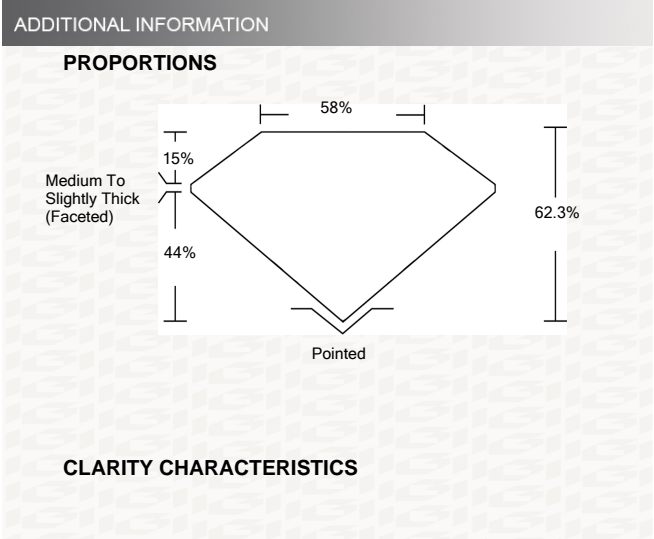 ADDITIONAL INFORMATION
PROPORTIONS
58%
15%
Medium To
Slightly Thick
(Faceted)
62.3%
44%
Pointed
CLARITY CHARACTERISTICS